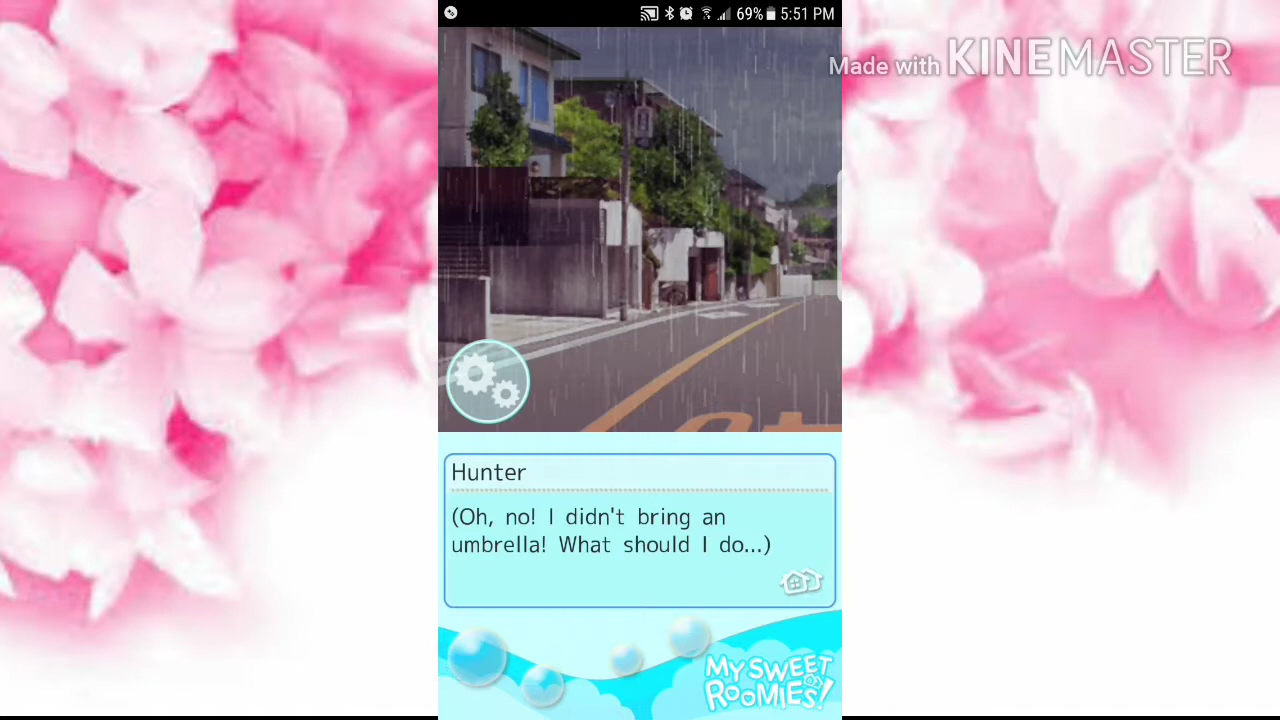 69% 5:51 PM
Made with KINEMASTER
Hunter
(Oh, no! I didn't bring an
umbrella! What should I do...)
MY SWEET
ROOMIES!